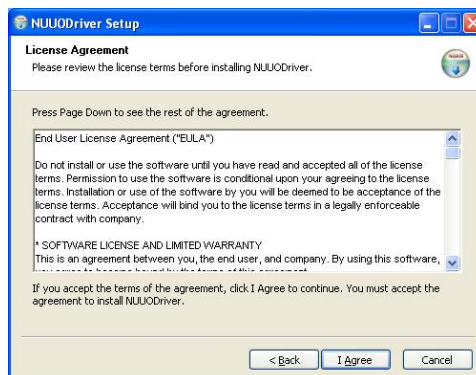 NUUODriver Setup
License Agreement
Please review the license terms before installing NUUODriver.
Press Page Down to see the rest of the agreement.
End User License Agreement ("EULA")
Do not install or use the software until you have read and accepted all of the license
terms. Permission to use the software is conditional upon your agreeing to the license
terms. Installation or use of the software by you will be deemed to be acceptance of the
license terms. Acceptance will bind you to the license terms in a legally enforceable
contract with company.
* SOFTWARE LICENSE AND LIMITED WARRANTY
This is an agreement between you, the end user, and company. By using this software,
If you accept the terms of the agreement, click I Agree to continue. You must accept the
agreement to install NUUODriver.
< Back
I Agree
Cancel